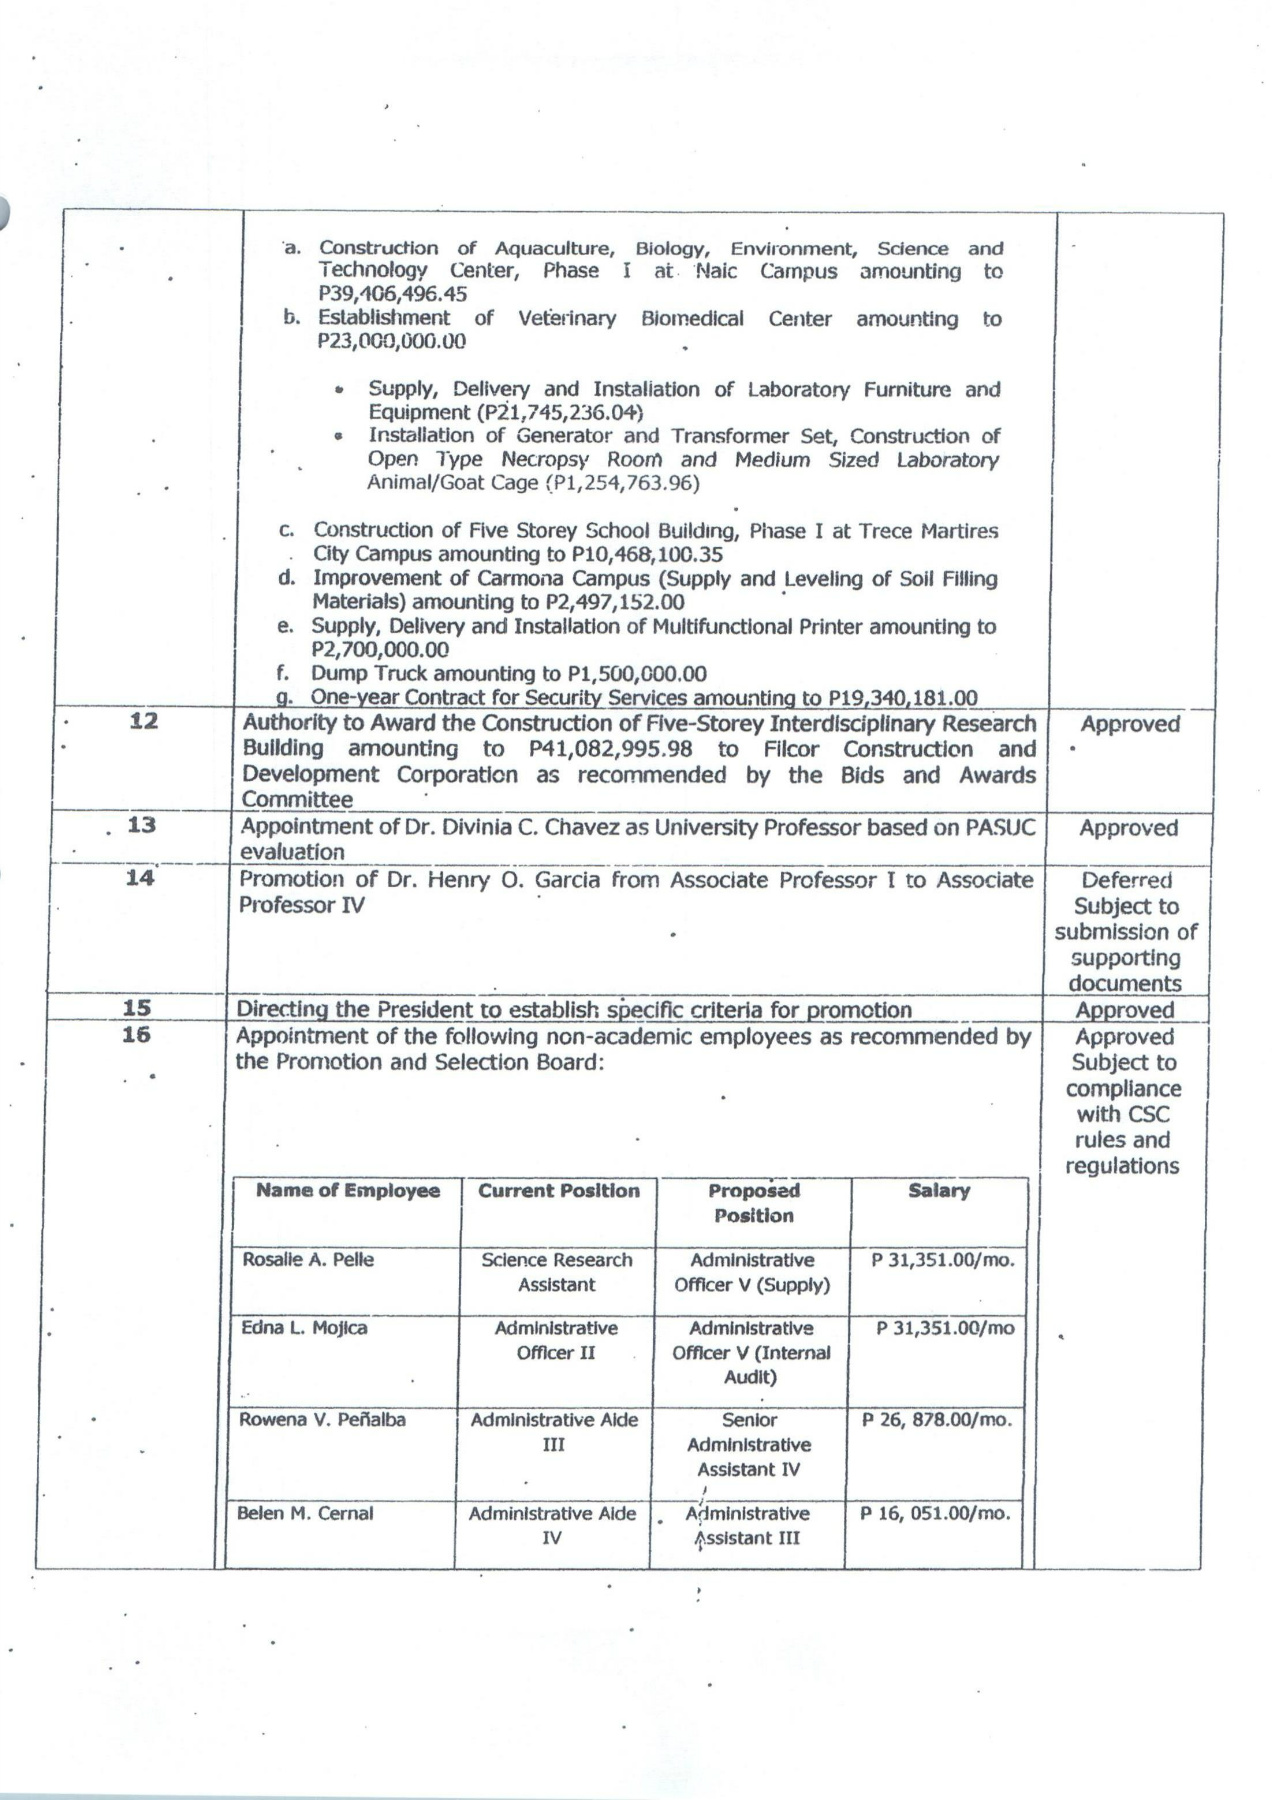 a. Construction of Aquaculture, Biology, Environment, Science and
Technology Center, Phase I at Naic Campus amounting to
P39,406,496.45
b. Establishment of Veterinary Biomedical Center amounting to
P23,000,000.00
• Supply, Delivery and Installation of Laboratory Furniture and
Equipment (P21,745,236.04)
• Installation of Generator and Transformer Set, Construction of
Open Type Necropsy Room and Medium Sized Laboratory
Animal/Goat Cage (P1,254,763.96)
c. Construction of Five Storey School Building, Phase I at Trece Martires
City Campus amounting to P10,468,100.35
d. Improvement of Carmona Campus (Supply and Leveling of Soil Filling
Materials) amounting to P2,497,152.00
e. Supply, Delivery and Installation of Multifunctional Printer amounting to
P2,700,000.00
f. Dump Truck amounting to P1,500,000.00
g. One-year Contract for Security Services amounting to P19,340,181.00
12 Authority to Award the Construction of Five-Storey Interdisciplinary Research Approved
Building amounting to P41,082,995.98 to Filcor Construction and
Development Corporation as recommended by the Bids and Awards
Committee
13 Appointment of Dr. Divinia C. Chavez as University Professor based on PASUC Approved
evaluation
14 Promotion of Dr. Henry O. Garcia from Associate Professor I to Associate Deferred
Professor IV Subject to
submission of
supporting
documents
15 Directing the President to establish specific criteria for promotion Approved
16 Appointment of the following non-academic employees as recommended by Approved
the Promotion and Selection Board: Subject to
compliance
with CSC
rules and
regulations
Name of Employee Current Position Proposed Salary
Position
Rosalie A. Pelle Science Research Administrative P 31,351.00/mo.
Assistant Officer V (Supply)
Edna L. Mojica Administrative Administrative P 31,351.00/mo
Officer II Officer V (Internal
Audit)
Rowena V. Peñalba Administrative Aide Senior P 26, 878.00/mo.
III Administrative
Assistant IV
Belen M. Cernal Administrative Aide Administrative P 16, 051.00/mo.
IV Assistant III